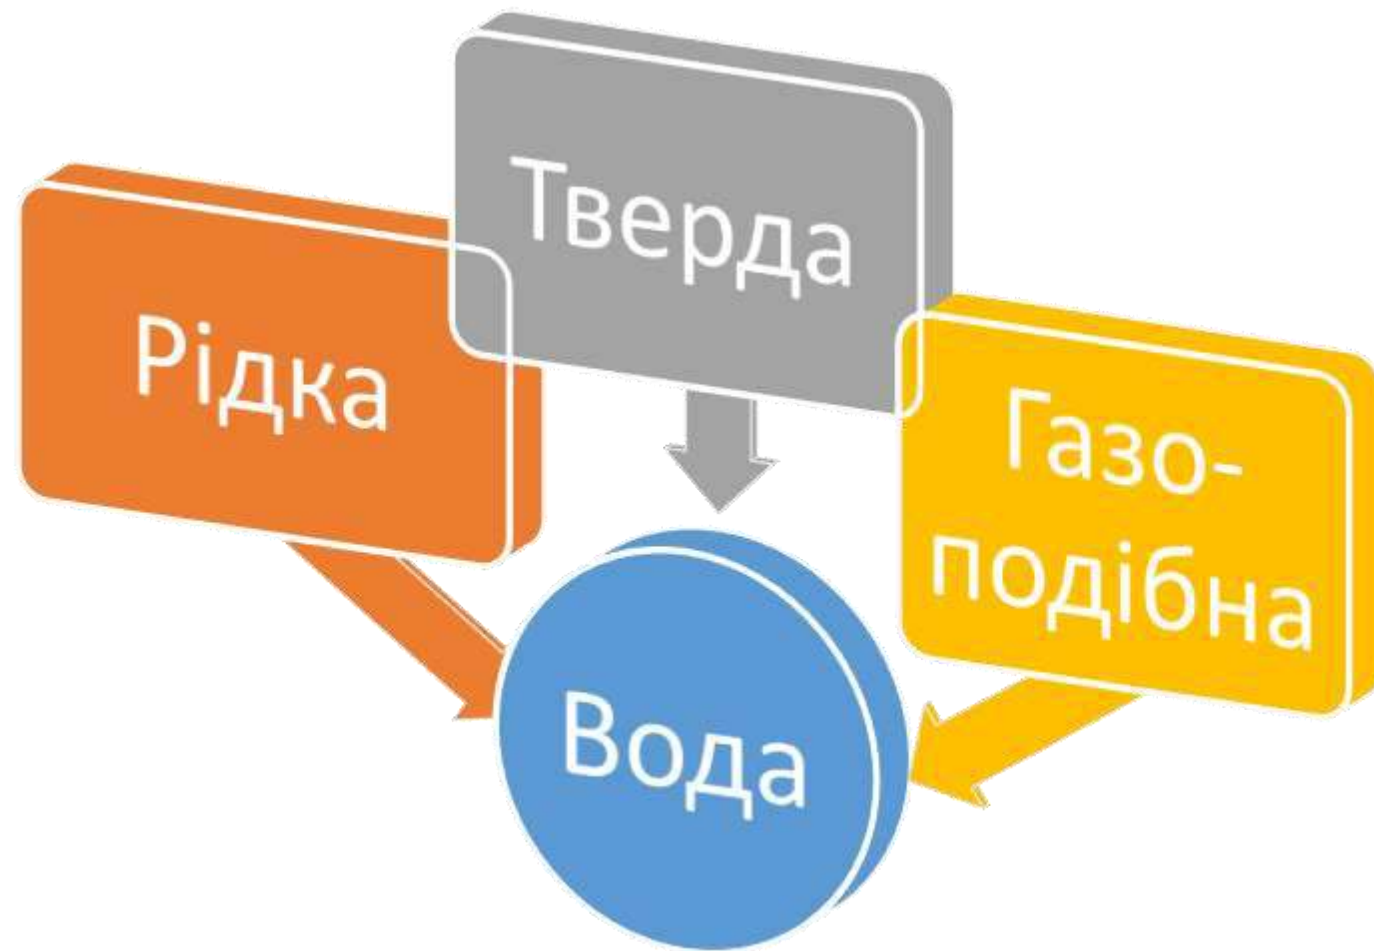 Рідка
Тверда
Газо-
подібна
Вода